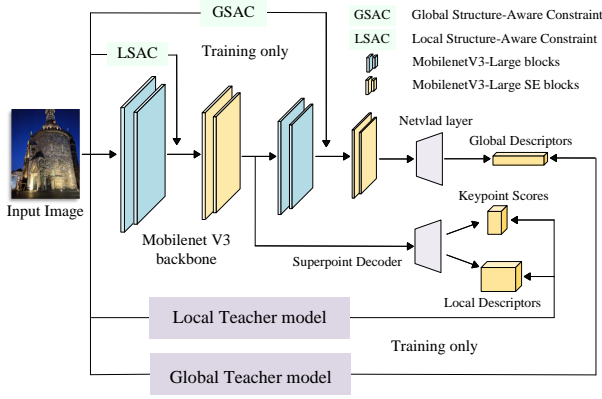 GSAC
GSAC Global Structure-Aware Constraint
LSAC
Training only
LSAC Local Structure-Aware Constraint
MobilenetV3-Large blocks
MobilenetV3-Large SE blocks
Netvlad layer
Global Descriptors
Input Image
Keypoint Scores
Mobilenet V3
backbone
Superpoint Decoder
Local Descriptors
Local Teacher model
Training only
Global Teacher model